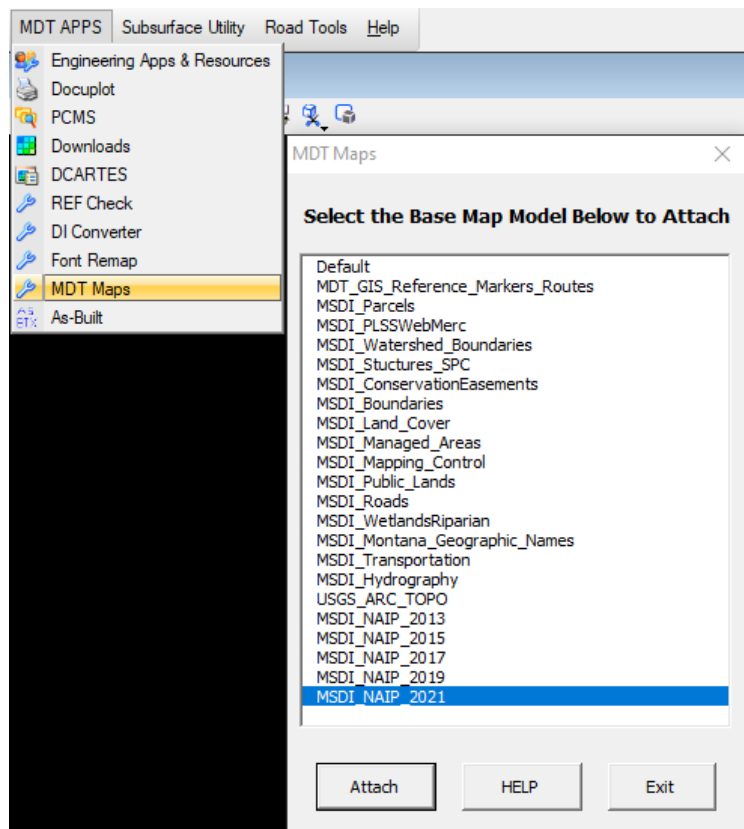 MDT APPS Subsurface Utility Road Tools Help
Engineering Apps & Resources
Docuplot
PCMS
Downloads
DCARTES
REF Check
DI Converter
Font Remap
MDT Maps
As-Built
MDT Maps
Select the Base Map Model Below to Attach
Default
MDT_GIS_Reference_Markers_Routes
MSDI_Parcels
MSDI_PLSSWebMerc
MSDI_Watershed_Boundaries
MSDI_Stuctures_SPC
MSDI_ConservationEasements
MSDI_Boundaries
MSDI_Land_Cover
MSDI_Managed_Areas
MSDI_Mapping_Control
MSDI_Public_Lands
MSDI_Roads
MSDI_WetlandsRiparian
MSDI_Montana_Geographic_Names
MSDI_Transportation
MSDI_Hydrography
USGS_ARC_TOPO
MSDI_NAIP_2013
MSDI_NAIP_2015
MSDI_NAIP_2017
MSDI_NAIP_2019
MSDI_NAIP_2021
Attach HELP Exit